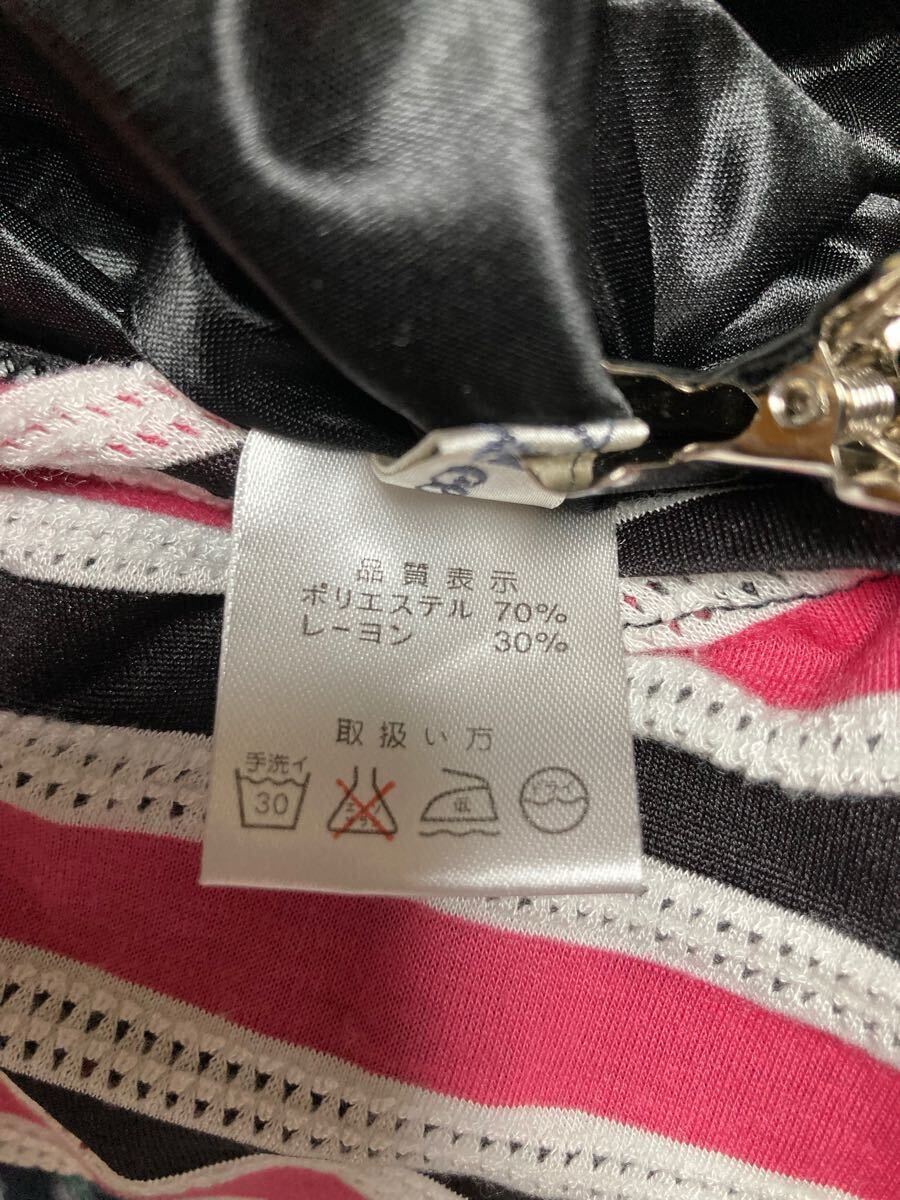 品質表示
ポリエステル 70%
レーヨン 30%
取扱い方
手洗イ
30
低
ドライ